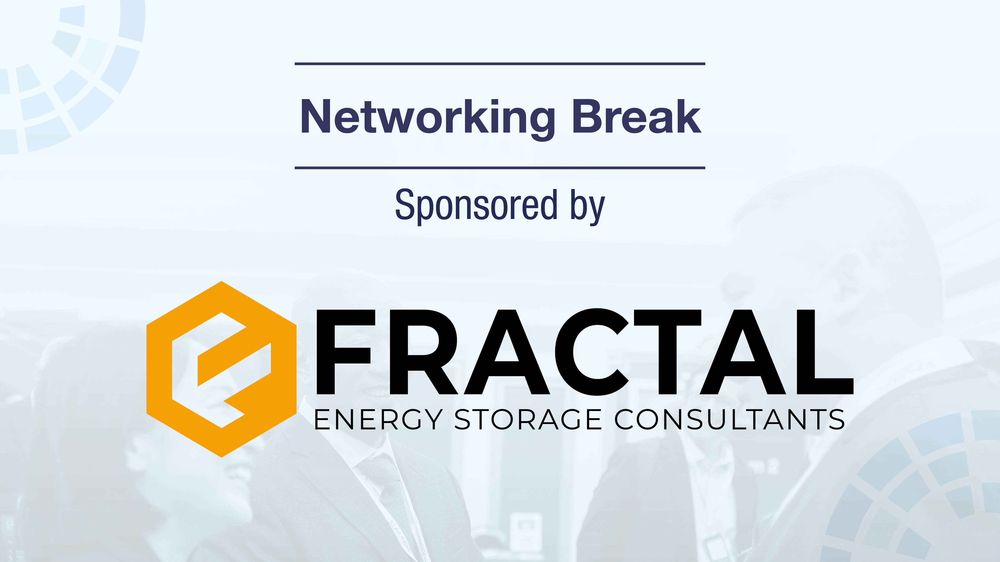 Networking Break
Sponsored by
FRACTAL
ENERGY STORAGE CONSULTANTS